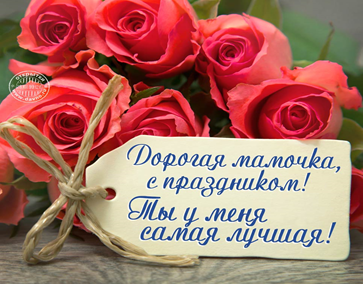 Дорогая мамочка,
с праздником!
Ты у меня
самая лучшая!